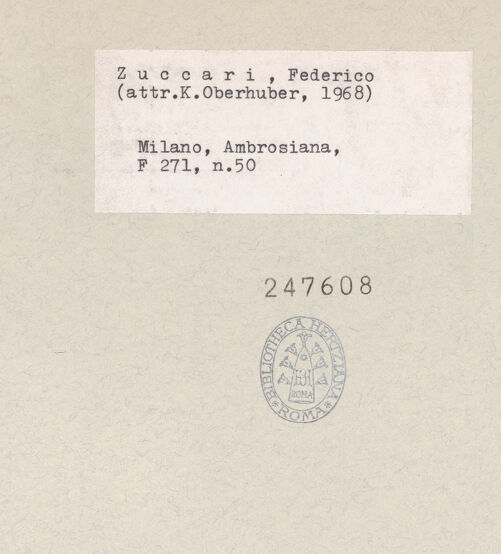 Z u c c a r i , Federico
(attr.K.Oberhuber, 1968)
Milano, Ambrosiana,
F 271, n.50
247608
BIBLIOTHECA HERTZIANA
ROMA
ROMA